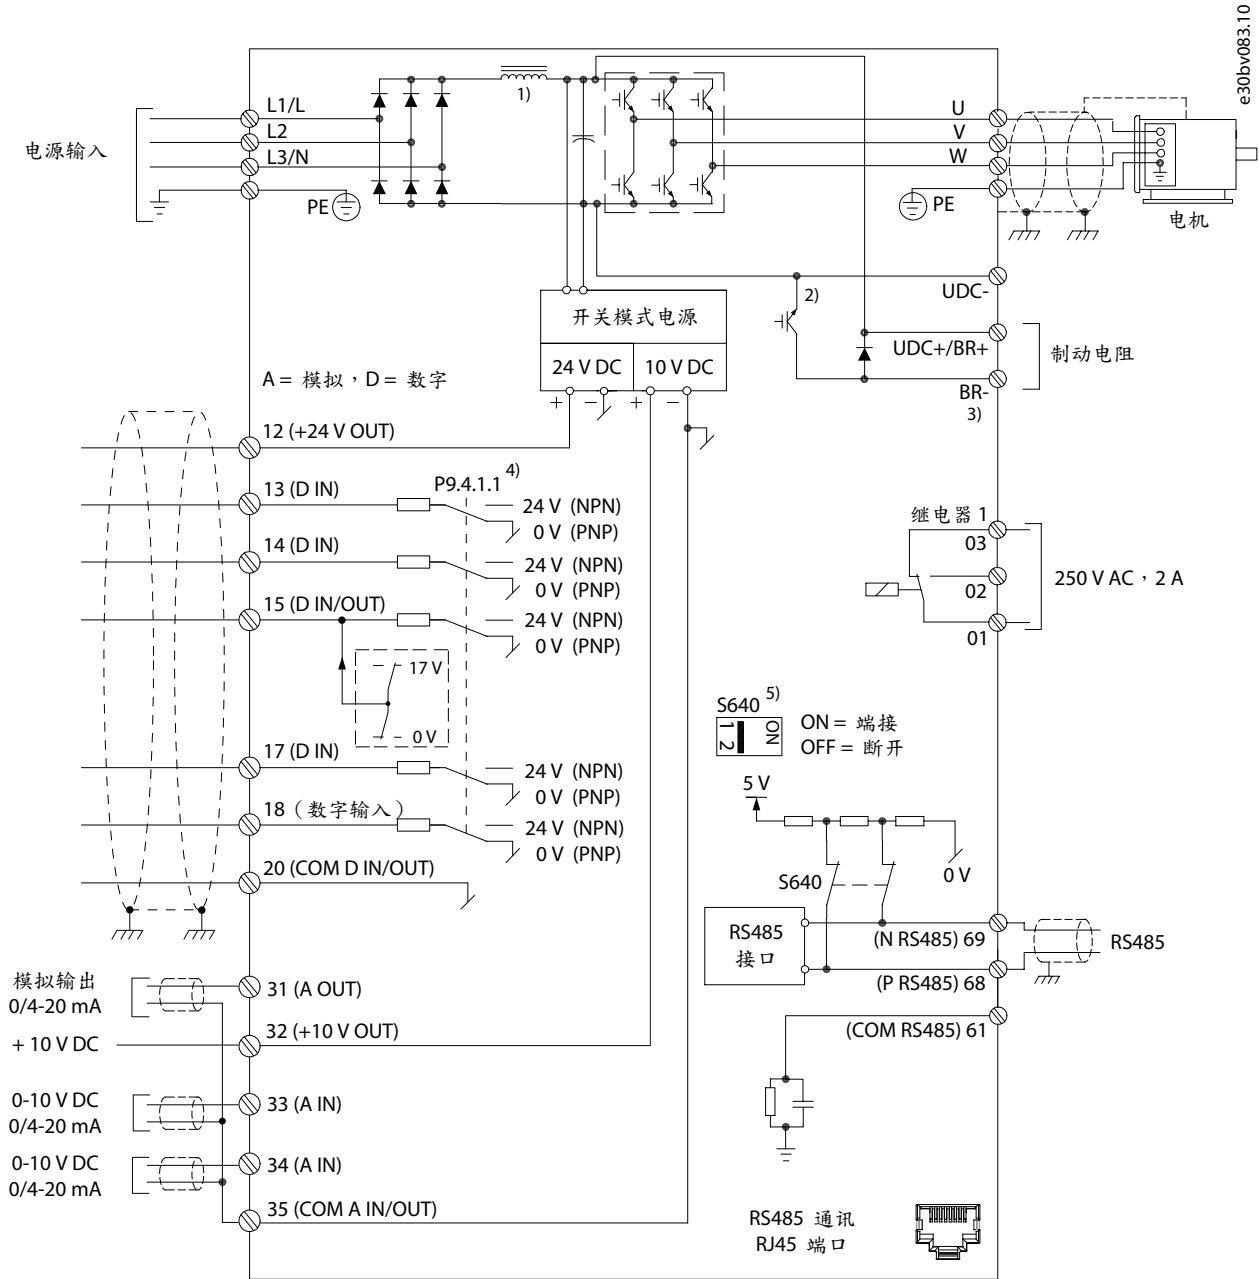 e30bv083.10
电源输入
L1/L
L2
L3/N
PE
1)
U
V
W
PE
电机
UDC-
2)
UDC+/BR+
制动电阻
BR-
3)
开关模式电源
24 V DC
10 V DC
+
−
+
−
A = 模拟，D = 数字
12 (+24 V OUT)
13 (D IN)
P9.4.1.1 4)
24 V (NPN)
0 V (PNP)
14 (D IN)
24 V (NPN)
0 V (PNP)
15 (D IN/OUT)
24 V (NPN)
0 V (PNP)
17 V
0 V
17 (D IN)
24 V (NPN)
0 V (PNP)
18（数字输入）
24 V (NPN)
0 V (PNP)
20 (COM D IN/OUT)
继电器 1
03
02
01
250 V AC，2 A
S640 5)
1 2
ON
ON = 端接
OFF = 断开
5 V
0 V
S640
RS485
接口
(N RS485) 69
(P RS485) 68
RS485
(COM RS485) 61
模拟输出
0/4-20 mA
31 (A OUT)
+ 10 V DC
32 (+10 V OUT)
0-10 V DC
0/4-20 mA
33 (A IN)
0-10 V DC
0/4-20 mA
34 (A IN)
35 (COM A IN/OUT)
RS485 通讯
RJ45 端口